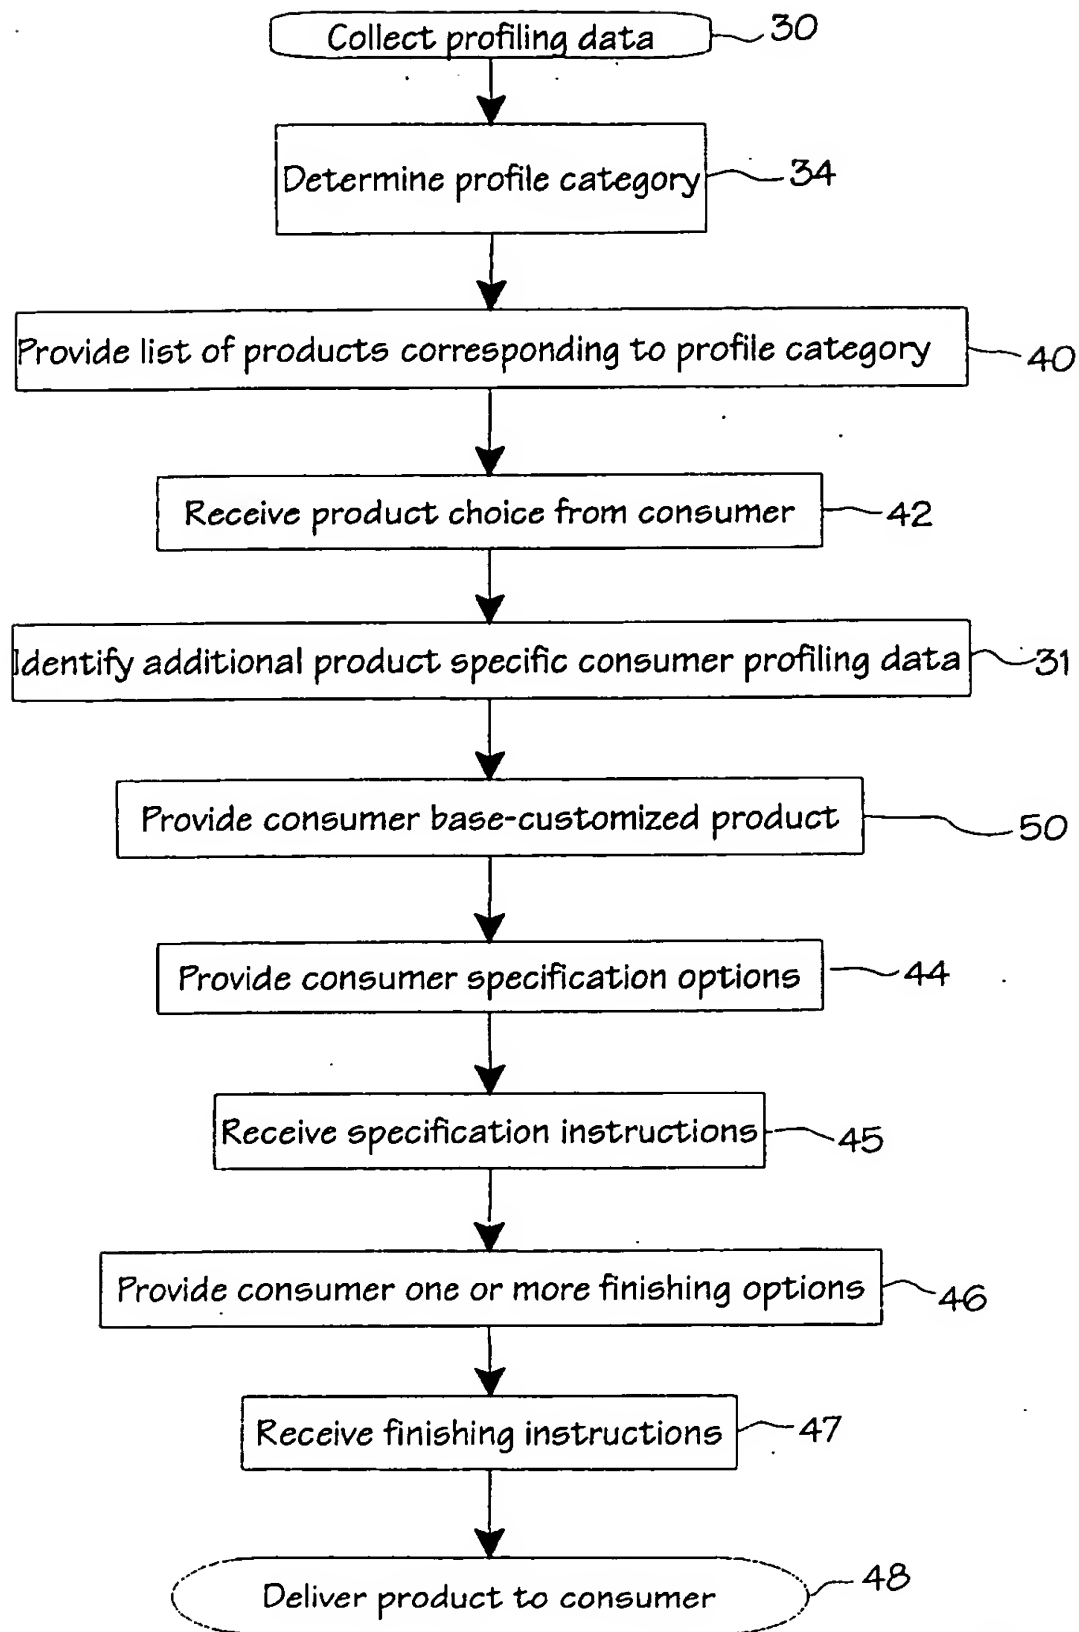 Collect profiling data 30
Determine profile category 34
Provide list of products corresponding to profile category 40
Receive product choice from consumer 42
Identify additional product specific consumer profiling data 31
Provide consumer base-customized product 50
Provide consumer specification options 44
Receive specification instructions 45
Provide consumer one or more finishing options 46
Receive finishing instructions 47
Deliver product to consumer 48